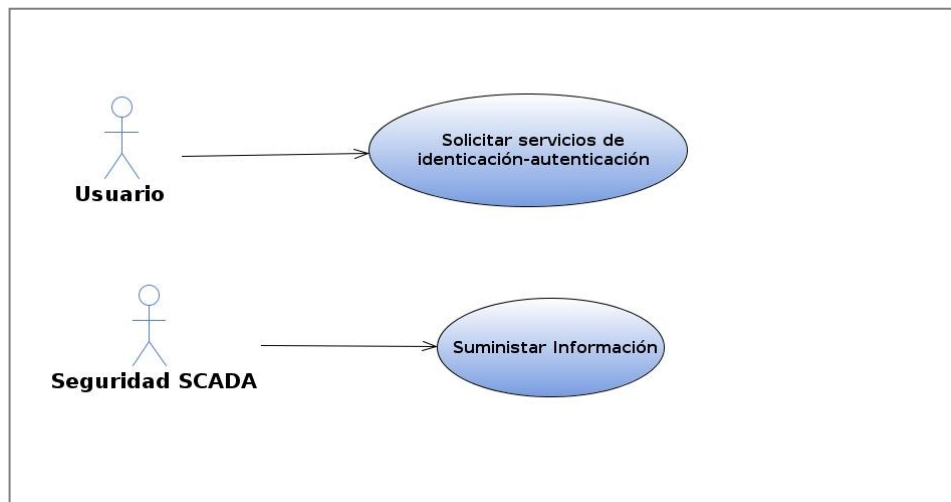 Solicitar servicios de
identicación-autenticación
Usuario
Suministar Información
Seguridad SCADA